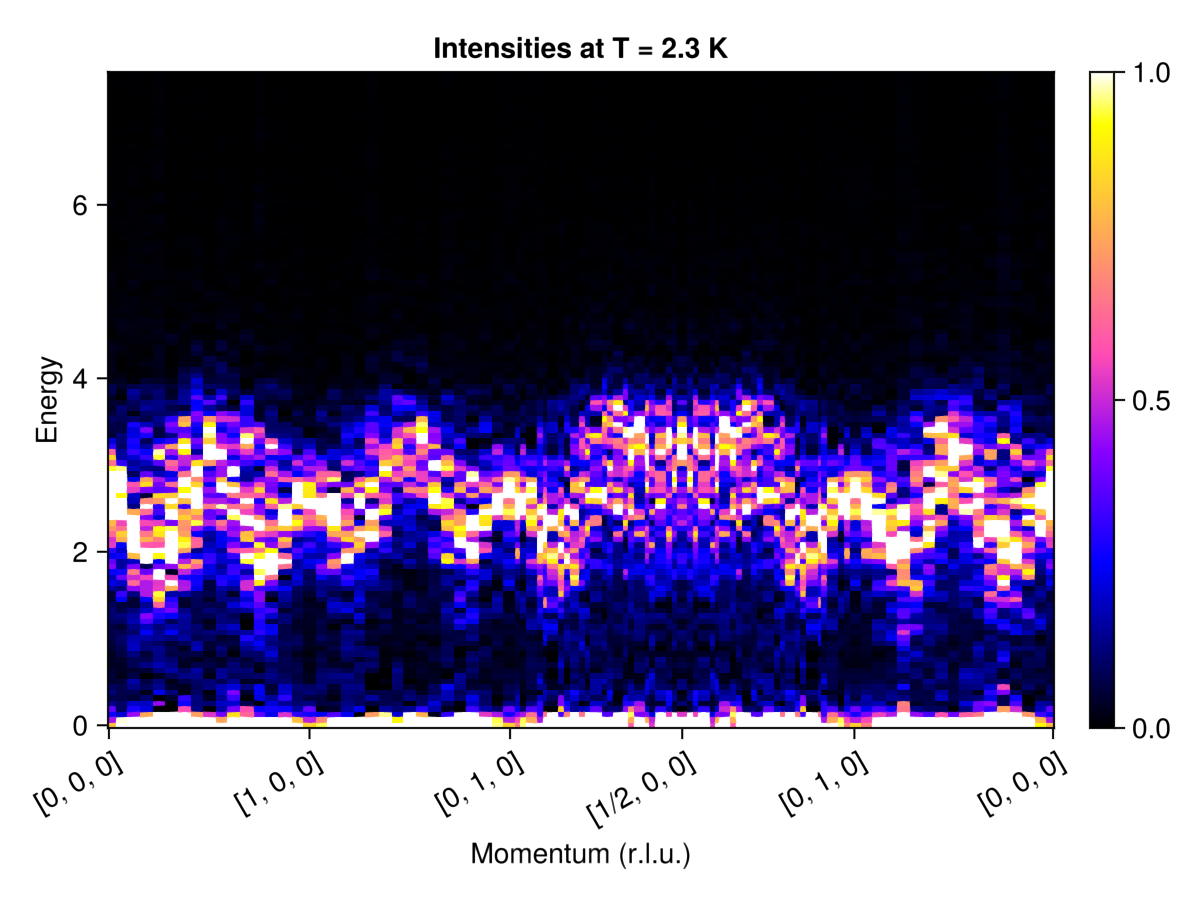 Intensities at T = 2.3 K
1.0
6
Energy
4
0.5
2
0
0.0
[0, 0, 0]
[1, 0, 0]
[0, 1, 0]
[1/2, 0, 0]
[0, 1, 0]
[0, 0, 0]
Momentum (r.l.u.)